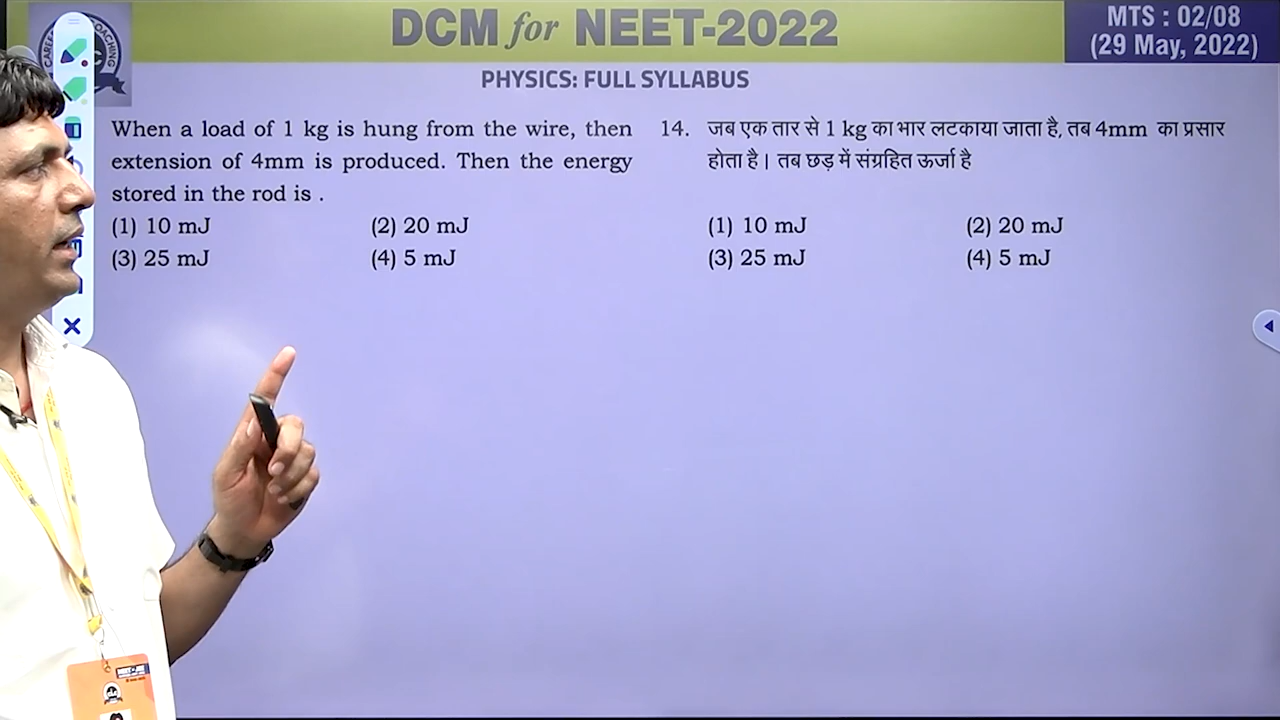 DCM for NEET-2022
MTS : 02/08
(29 May, 2022)
PHYSICS: FULL SYLLABUS
When a load of 1 kg is hung from the wire, then
extension of 4mm is produced. Then the energy
stored in the rod is .
(1) 10 mJ (2) 20 mJ
(3) 25 mJ (4) 5 mJ
14. जब एक तार से 1 kg का भार लटकाया जाता है, तब 4mm का प्रसार
होता है। तब छड़ में संग्रहित ऊर्जा है
(1) 10 mJ (2) 20 mJ
(3) 25 mJ (4) 5 mJ